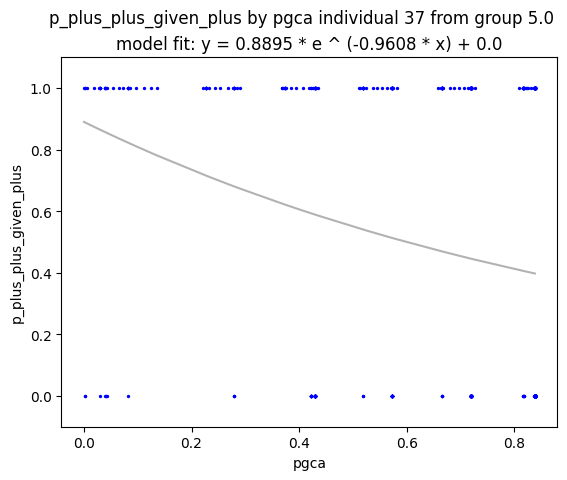 p_plus_plus_given_plus by pgca individual 37 from group 5.0
model fit: y = 0.8895 * e ^ (-0.9608 * x) + 0.0
1.0
0.8
0.6
0.4
0.2
0.0
p_plus_plus_given_plus
0.0 0.2 0.4 0.6 0.8
pgca